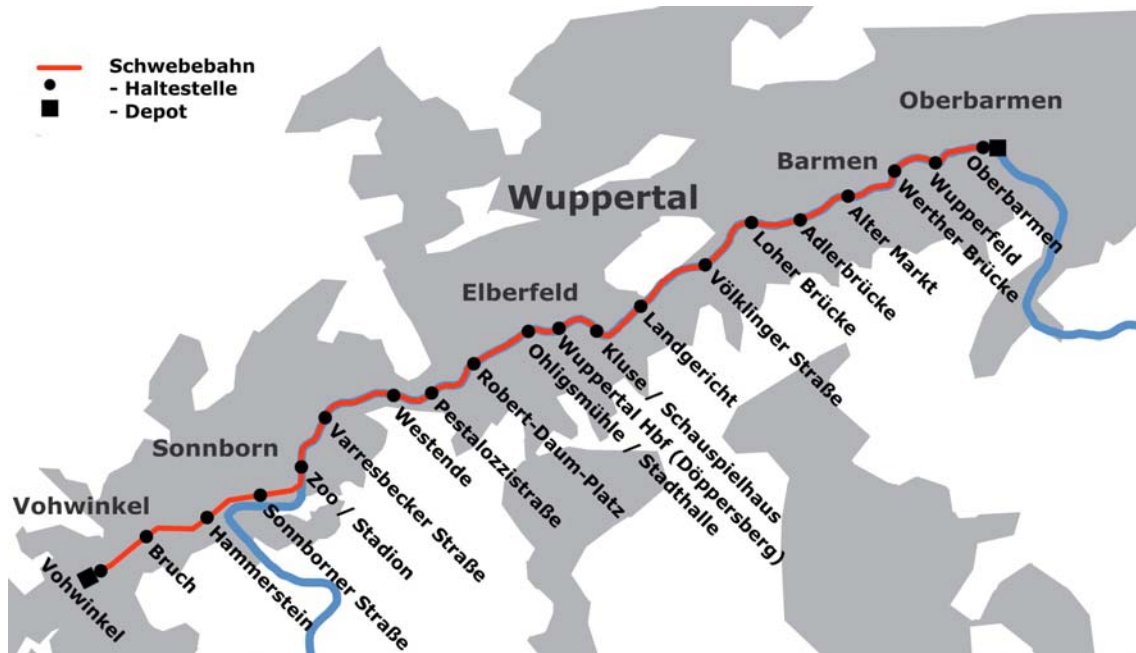 Schwebebahn
- Haltestelle
- Depot
Oberbarmen
Barmen
Wuppertal
Elberfeld
Sonnborn
Vohwinkel
Vohwinkel
Bruch
Hammerstein
Sonnborner Straße
Zoo / Stadion
Varresbecker Straße
Westende
Pestalozzistraße
Robert-Daum-Platz
Ohligsmühle / Stadthalle
Wuppertal Hbf (Döppersberg)
Kluse / Schauspielhaus
Landgericht
Völklinger Straße
Loher Brücke
Adlerbrücke
Alter Markt
Werther Brücke
Wupperfeld
Oberbarmen